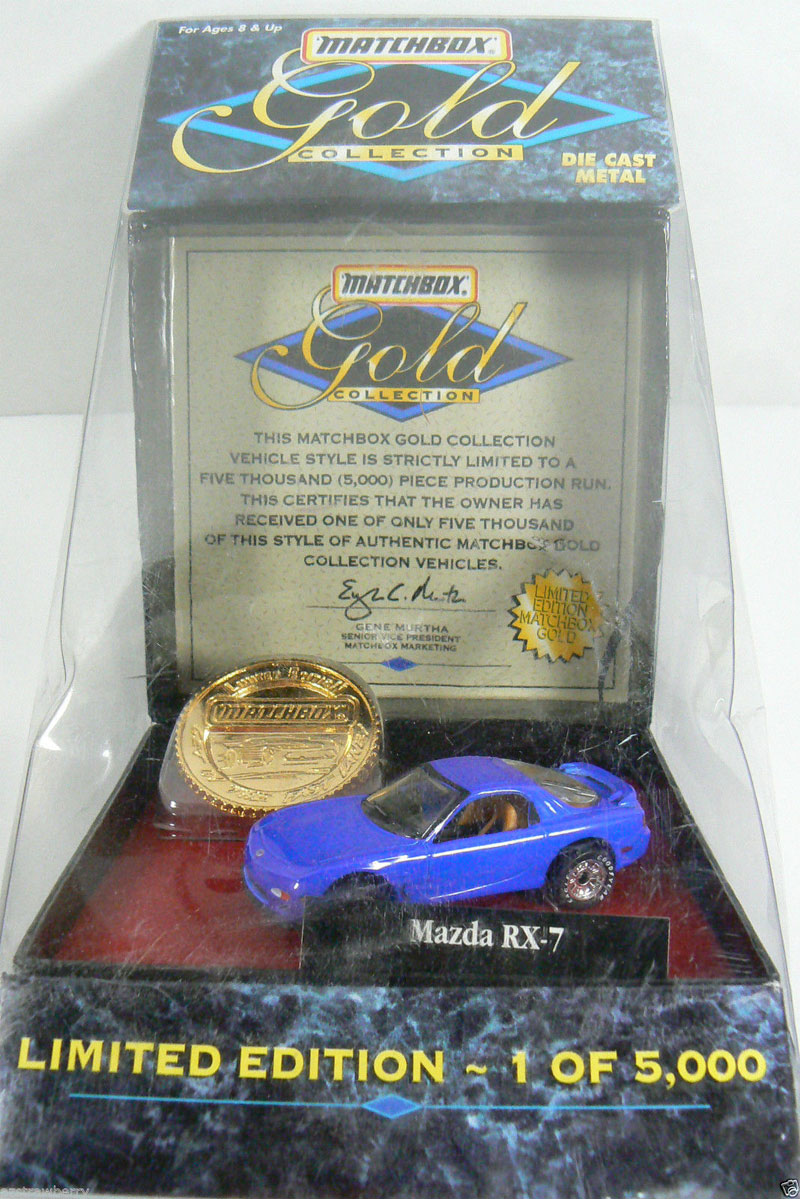 For Ages 8 & Up
MATCHBOX®
Gold
COLLECTION
DIE CAST
METAL
MATCHBOX®
Gold
COLLECTION
THIS MATCHBOX GOLD COLLECTION
VEHICLE STYLE IS STRICTLY LIMITED TO A
FIVE THOUSAND (5,000) PIECE PRODUCTION RUN.
THIS CERTIFIES THAT THE OWNER HAS
RECEIVED ONE OF ONLY FIVE THOUSAND
OF THIS STYLE OF AUTHENTIC MATCHBOX GOLD
COLLECTION VEHICLES.
GENE MURTHA
SENIOR VICE PRESIDENT
MATCHBOX MARKETING
LIMITED
EDITION
MATCHBOX
GOLD
MATCHBOX
Mazda RX-7
LIMITED EDITION ~ 1 OF 5,000